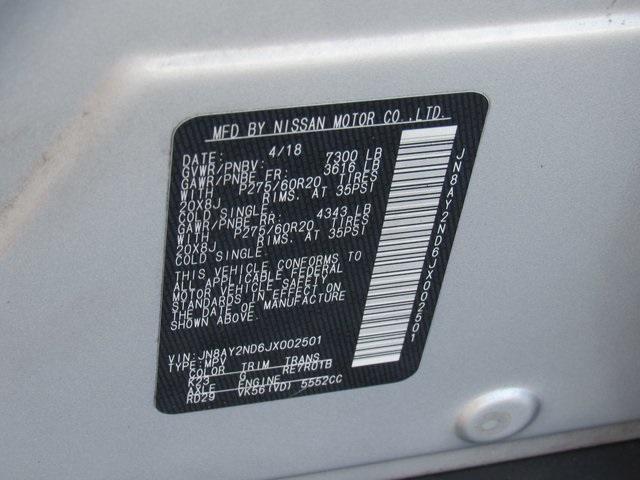 MFD BY NISSAN MOTOR CO.,LTD.
DATE: 4/18
GVWR/PNBV: 7300 LB
GAWR/PNBE FR: 3616 LB
WITH P275/60R20 TIRES
20X8J RIMS. AT 35PSI
COLD SINGLE.
GAWR/PNBE RR: 4343 LB
WITH P275/60R20 TIRES
20X8J RIMS. AT 35PSI
COLD SINGLE.
THIS VEHICLE CONFORMS TO
ALL APPLICABLE FEDERAL
MOTOR VEHICLE SAFETY
STANDARDS IN EFFECT ON
THE DATE OF MANUFACTURE
SHOWN ABOVE.
VIN: JN8AY2ND6JX002501
TYPE: MPV
COLOR TRIM TRANS
K23 G RE7R01B
AXLE ENGINE
RD29 VK56(VD) 5552CC
JN8AY2ND6JX002501